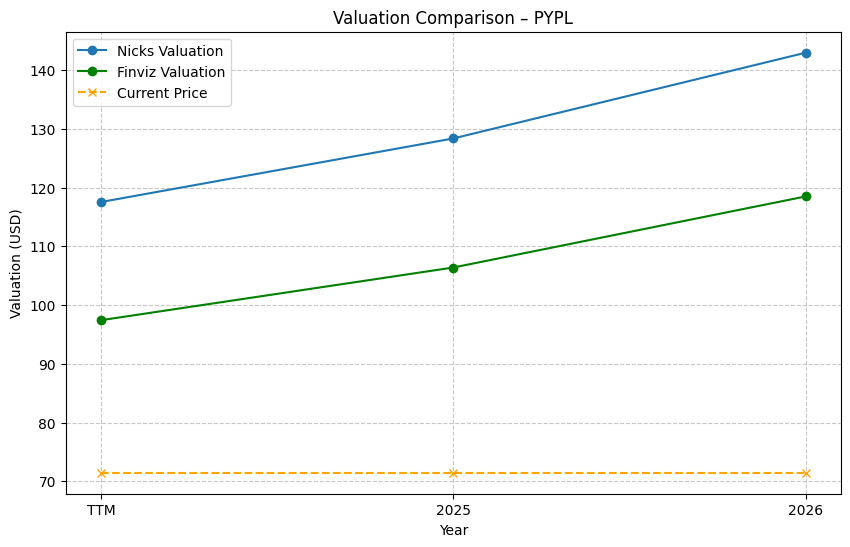 Valuation Comparison – PYPL
Nicks Valuation
Finviz Valuation
Current Price
Valuation (USD)
140
130
120
110
100
90
80
70
TTM
2025
2026
Year